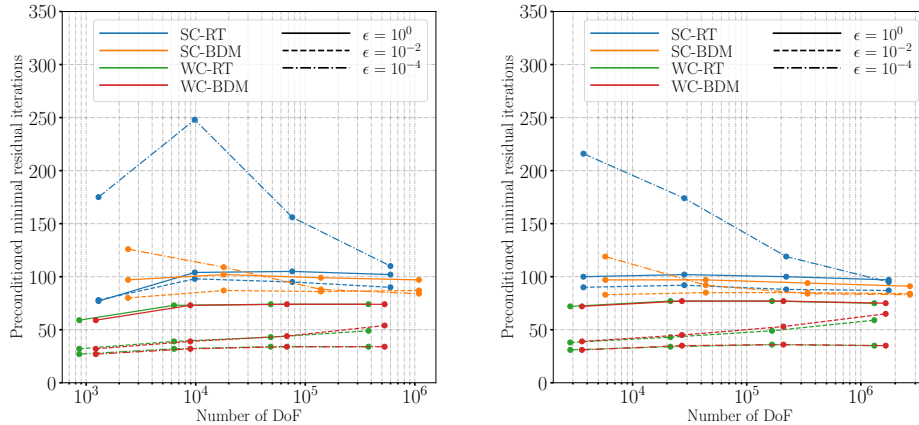 Preconditioned minimal residual iterations
350
300
250
200
150
100
50
0
SC-RT
SC-BDM
WC-RT
WC-BDM
ϵ = 10⁰
ϵ = 10⁻²
ϵ = 10⁻⁴
10³
10⁴
10⁵
10⁶
Number of DoF
Preconditioned minimal residual iterations
350
300
250
200
150
100
50
0
SC-RT
SC-BDM
WC-RT
WC-BDM
ϵ = 10⁰
ϵ = 10⁻²
ϵ = 10⁻⁴
10⁴
10⁵
10⁶
Number of DoF